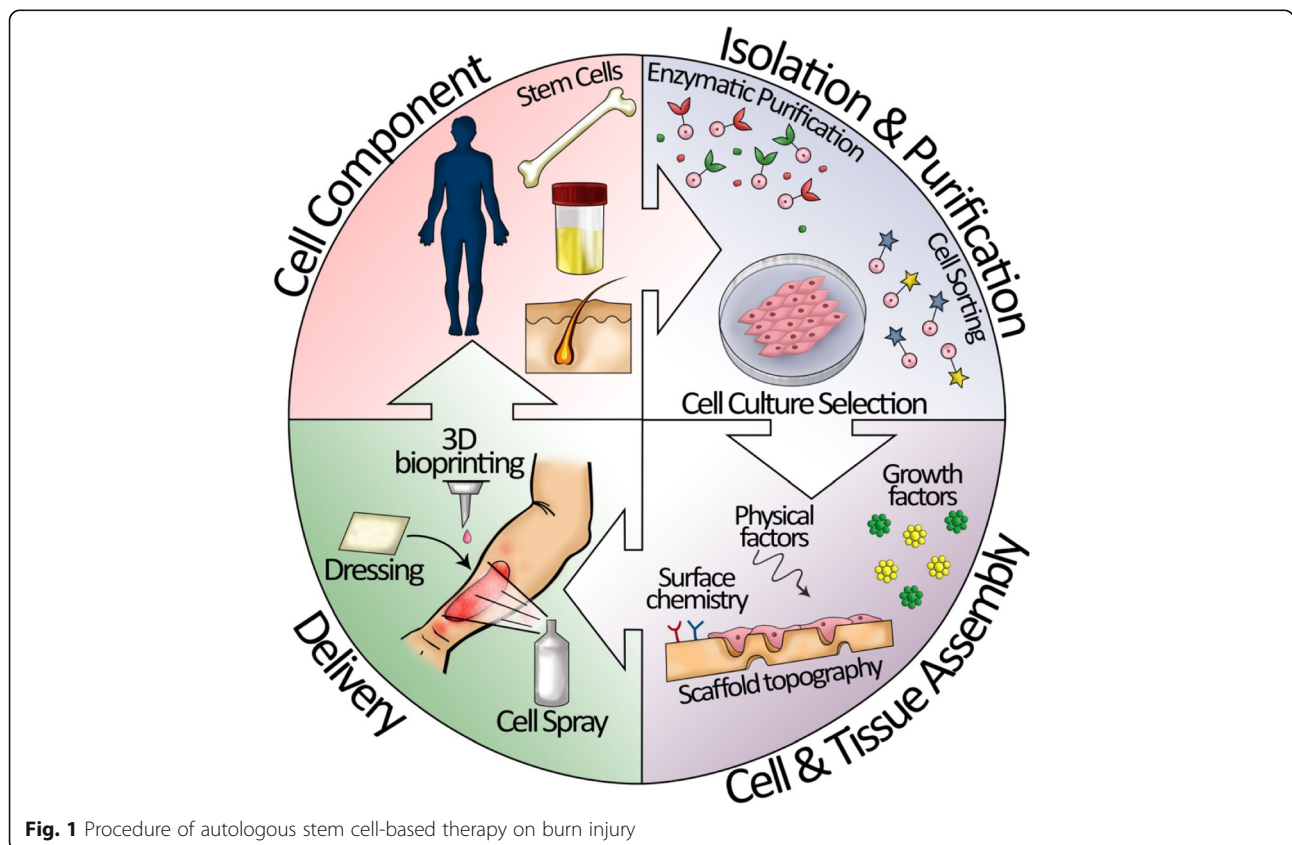 Cell Component
Stem Cells
Isolation & Purification
Enzymatic Purification
Cell Sorting
Cell Culture Selection
Growth
factors
Physical
factors
Surface
chemistry
Scaffold topography
Cell & Tissue Assembly
3D
bioprinting
Dressing
Cell Spray
Delivery
Fig. 1 Procedure of autologous stem cell-based therapy on burn injury